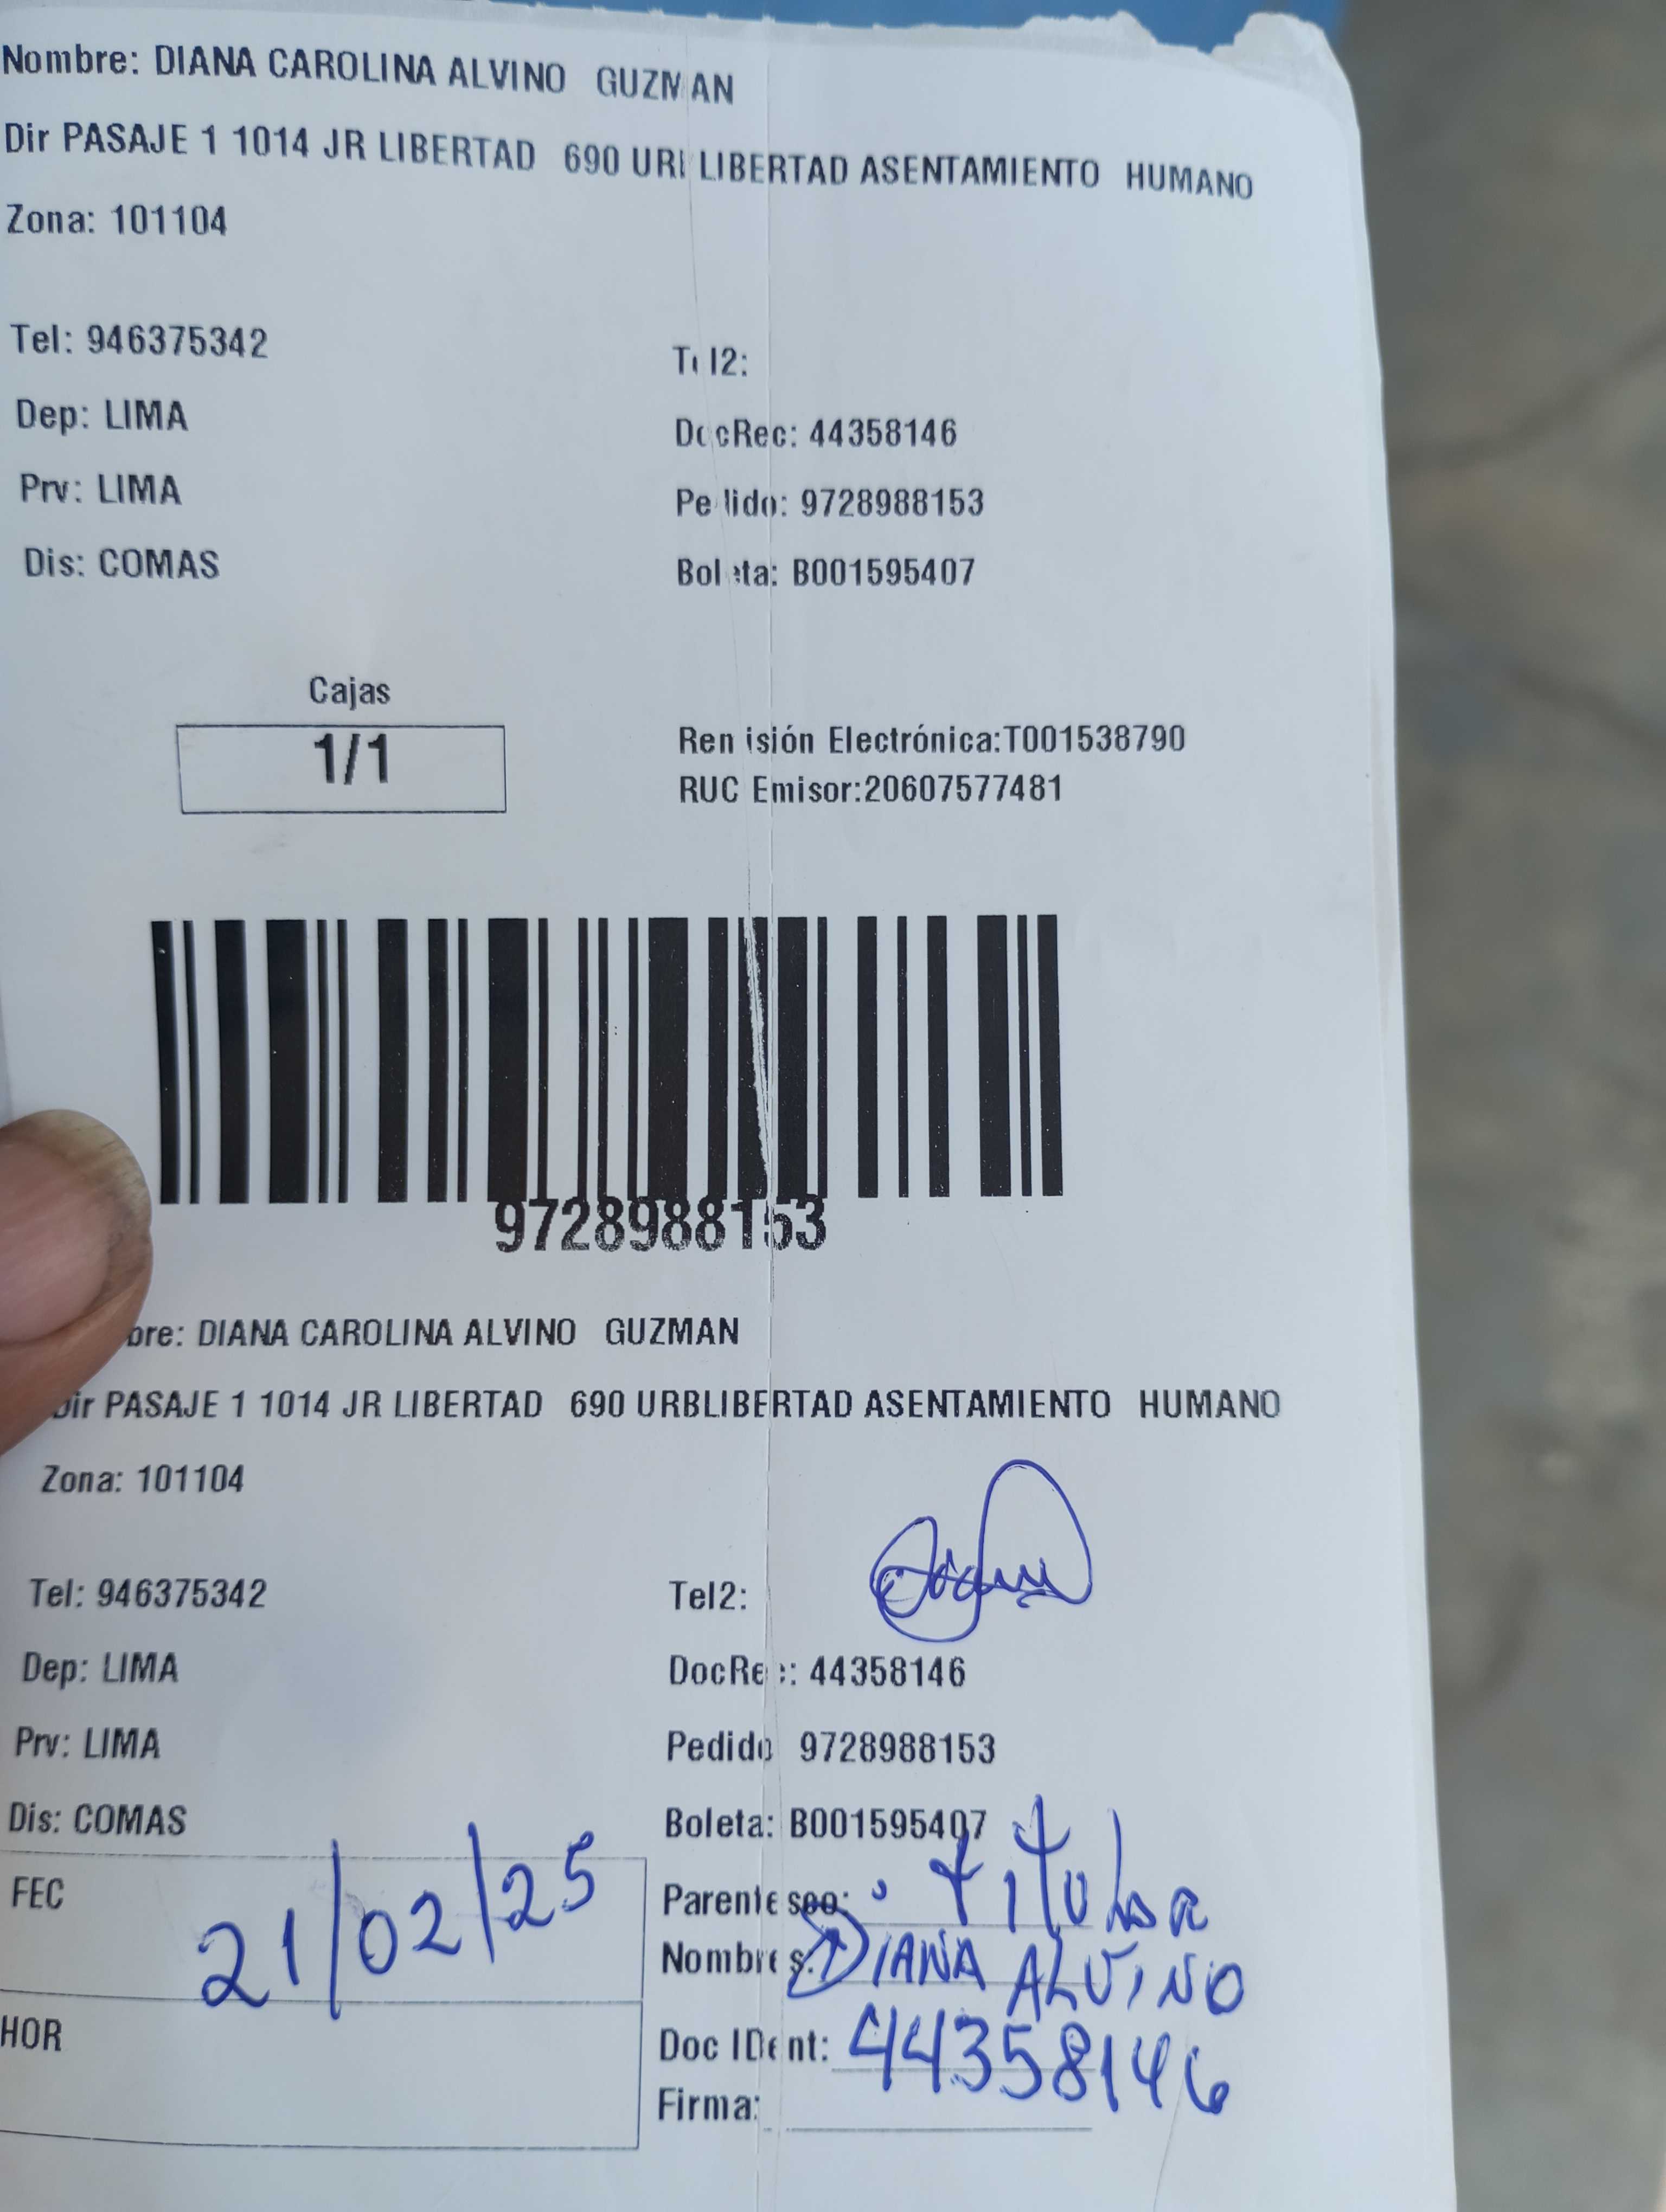 Nombre: DIANA CAROLINA ALVINO GUZMAN
Dir PASAJE 1 1014 JR LIBERTAD 690 URB LIBERTAD ASENTAMIENTO HUMANO
Zona: 101104
Tel: 946375342
Tel2:
Dep: LIMA
DocRec: 44358146
Prv: LIMA
Pedido: 9728988153
Dis: COMAS
Boleta: B001595407
Cajas
1/1
Remisión Electrónica:T001538790
RUC Emisor:20607577481
9728988153
bre: DIANA CAROLINA ALVINO GUZMAN
Dir PASAJE 1 1014 JR LIBERTAD 690 URBLIBERTAD ASENTAMIENTO HUMANO
Zona: 101104
Tel: 946375342
Tel2:
Dep: LIMA
DocRec: 44358146
Prv: LIMA
Pedido 9728988153
Dis: COMAS
Boleta: B001595407
FEC 21/02/25
Parentesco: Titular
Nombres: DIANA ALVINO
HOR
Doc IDent: 44358146
Firma: